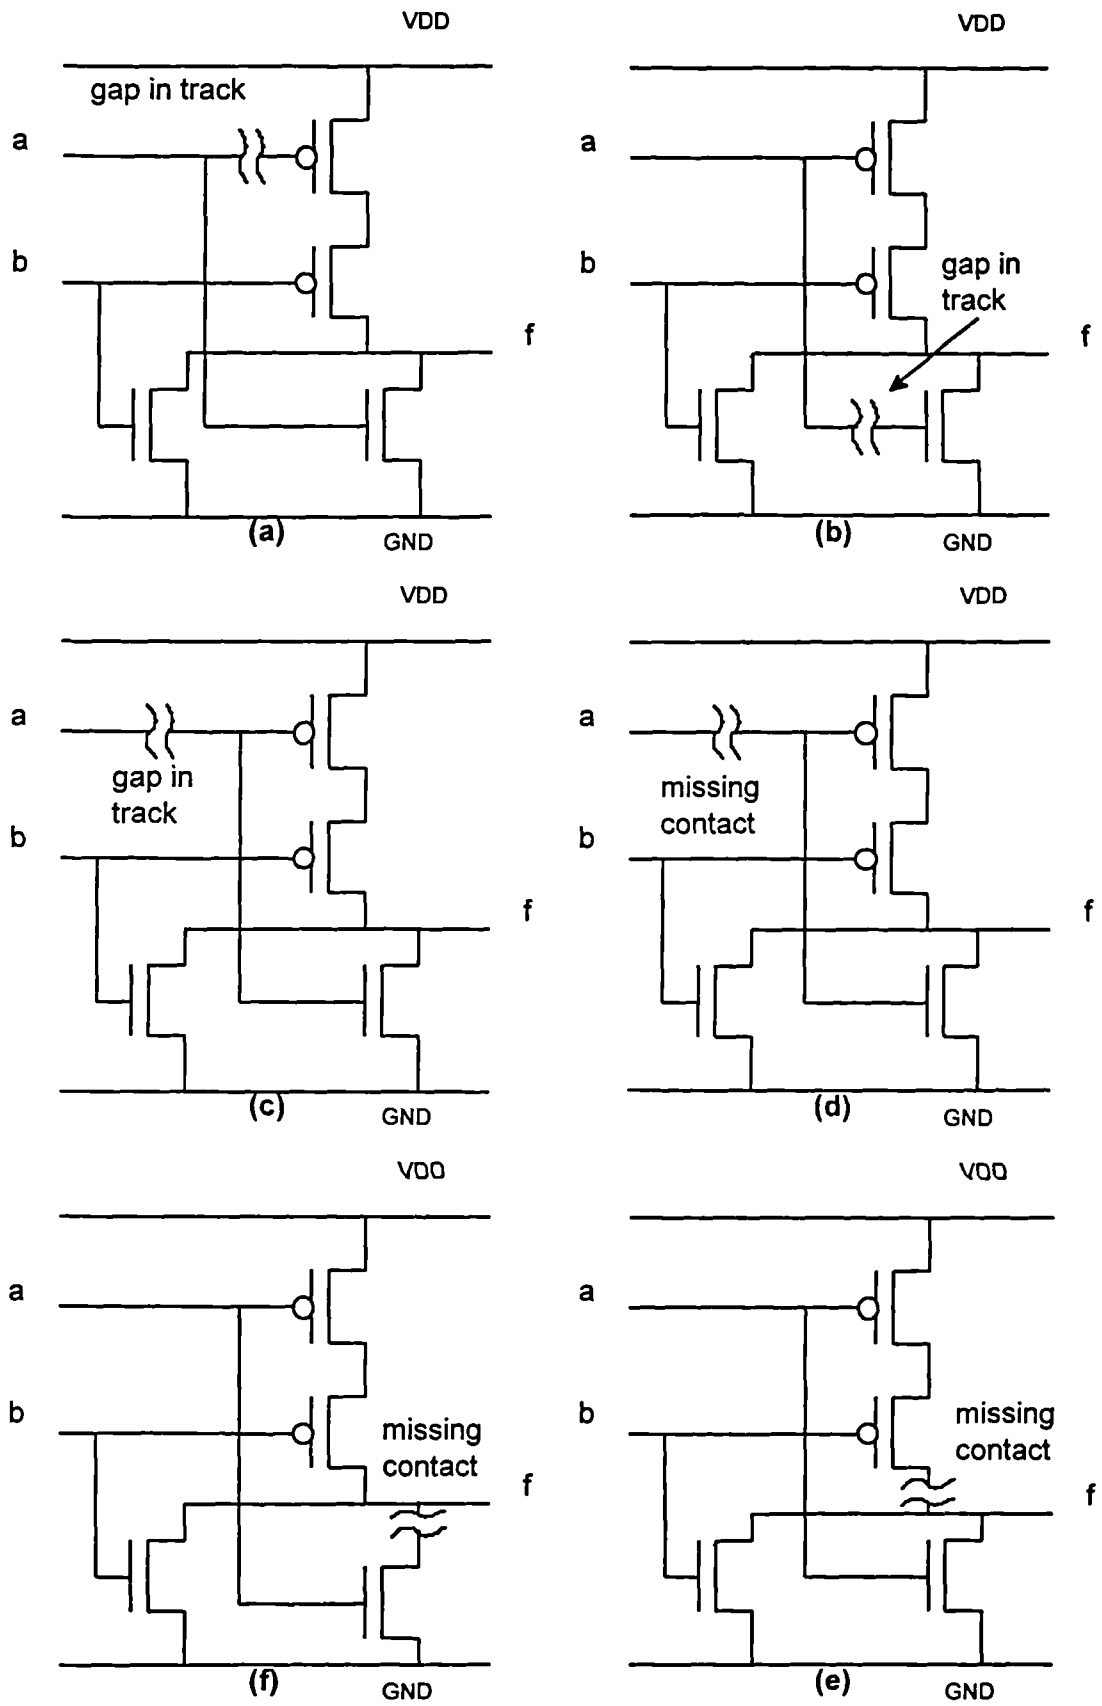 VDD
gap in track
a
b
f
(a)
GND
VDD
a
b
gap in
track
f
(b)
GND
VDD
a
gap in
track
b
f
(c)
GND
VDD
a
missing
contact
b
f
(d)
GND
VDD
a
b
missing
contact
f
(f)
GND
VDD
a
b
missing
contact
f
(e)
GND